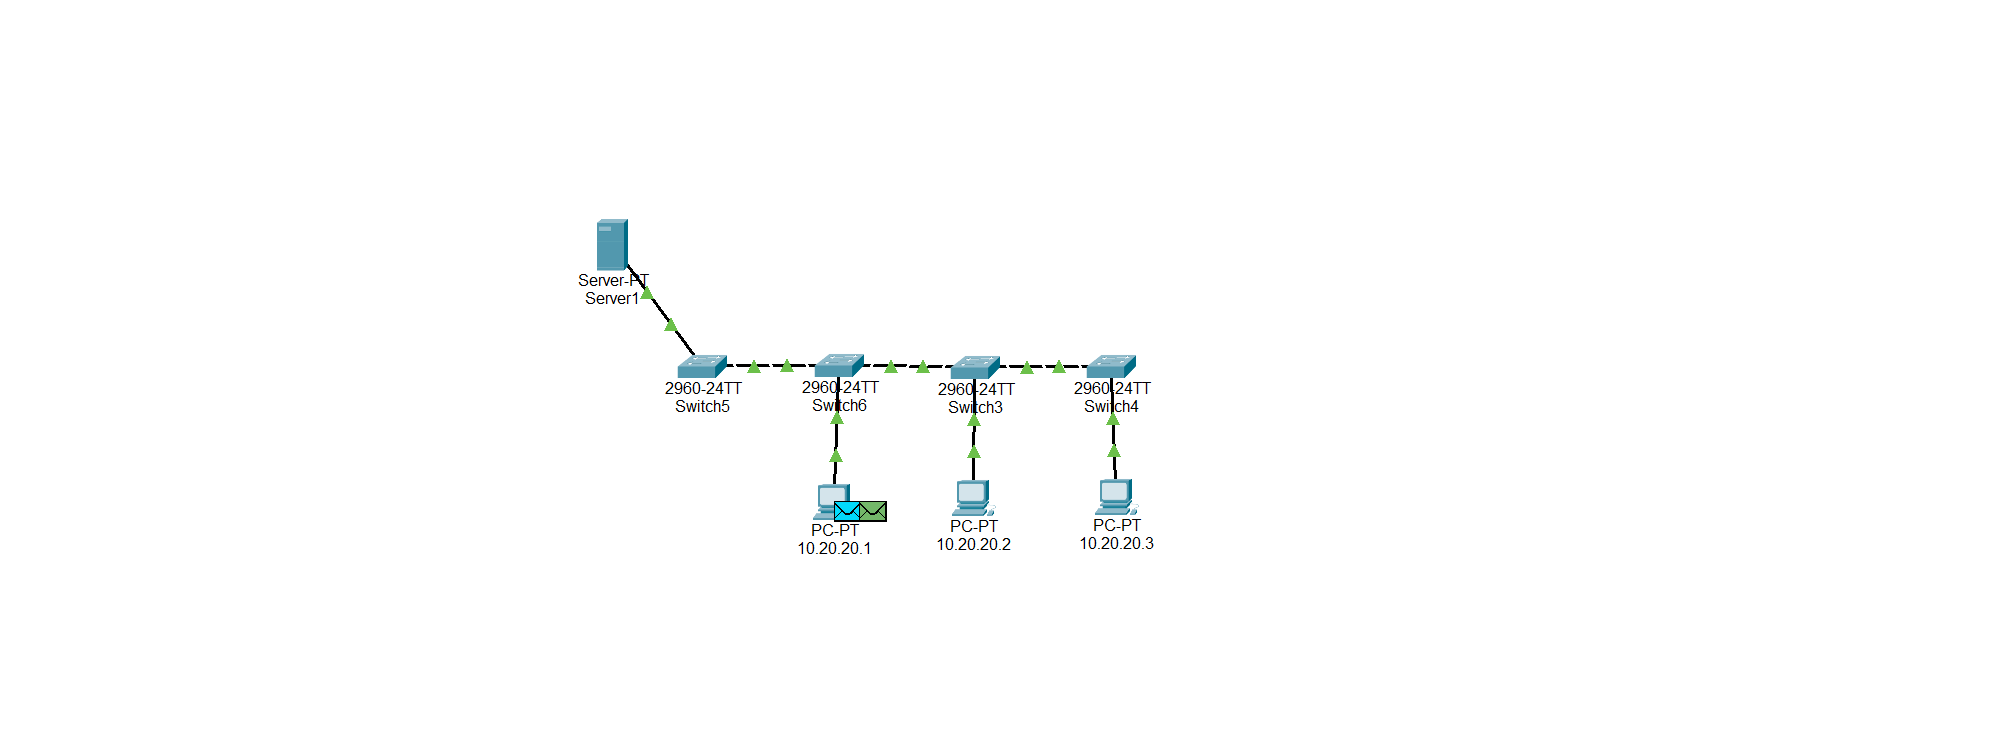 Server-PT
Server1
2960-24TT
Switch5
2960-24TT
Switch6
2960-24TT
Switch3
2960-24TT
Switch4
PC-PT
10.20.20.1
PC-PT
10.20.20.2
PC-PT
10.20.20.3